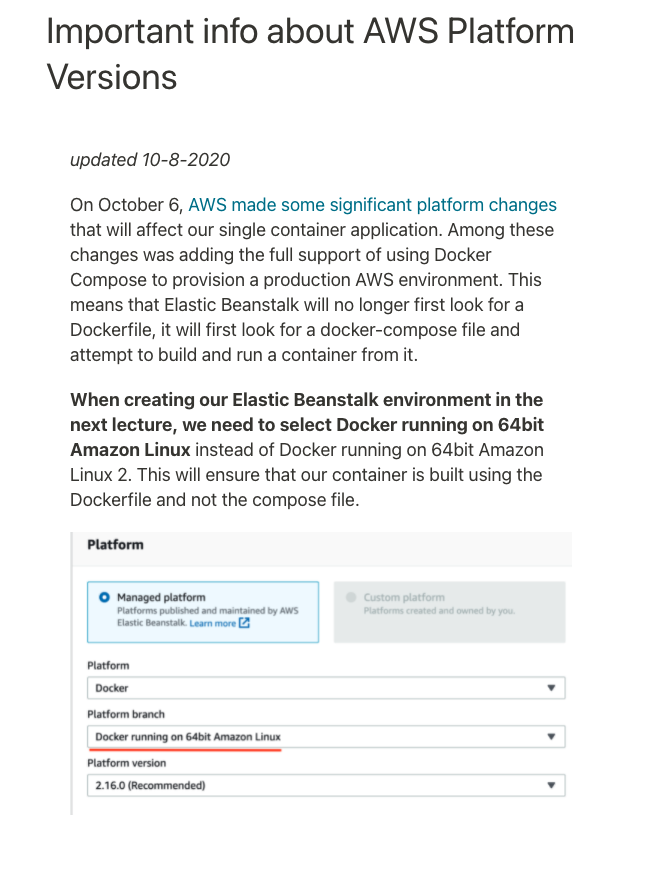 Important info about AWS Platform
Versions
updated 10-8-2020
On October 6, AWS made some significant platform changes
that will affect our single container application. Among these
changes was adding the full support of using Docker
Compose to provision a production AWS environment. This
means that Elastic Beanstalk will no longer first look for a
Dockerfile, it will first look for a docker-compose file and
attempt to build and run a container from it.
When creating our Elastic Beanstalk environment in the
next lecture, we need to select Docker running on 64bit
Amazon Linux instead of Docker running on 64bit Amazon
Linux 2. This will ensure that our container is built using the
Dockerfile and not the compose file.
Platform
Managed platform
Platforms published and maintained by AWS
Elastic Beanstalk. Learn more
Custom platform
Platforms created and owned by you.
Platform
Docker
Platform branch
Docker running on 64bit Amazon Linux
Platform version
2.16.0 (Recommended)